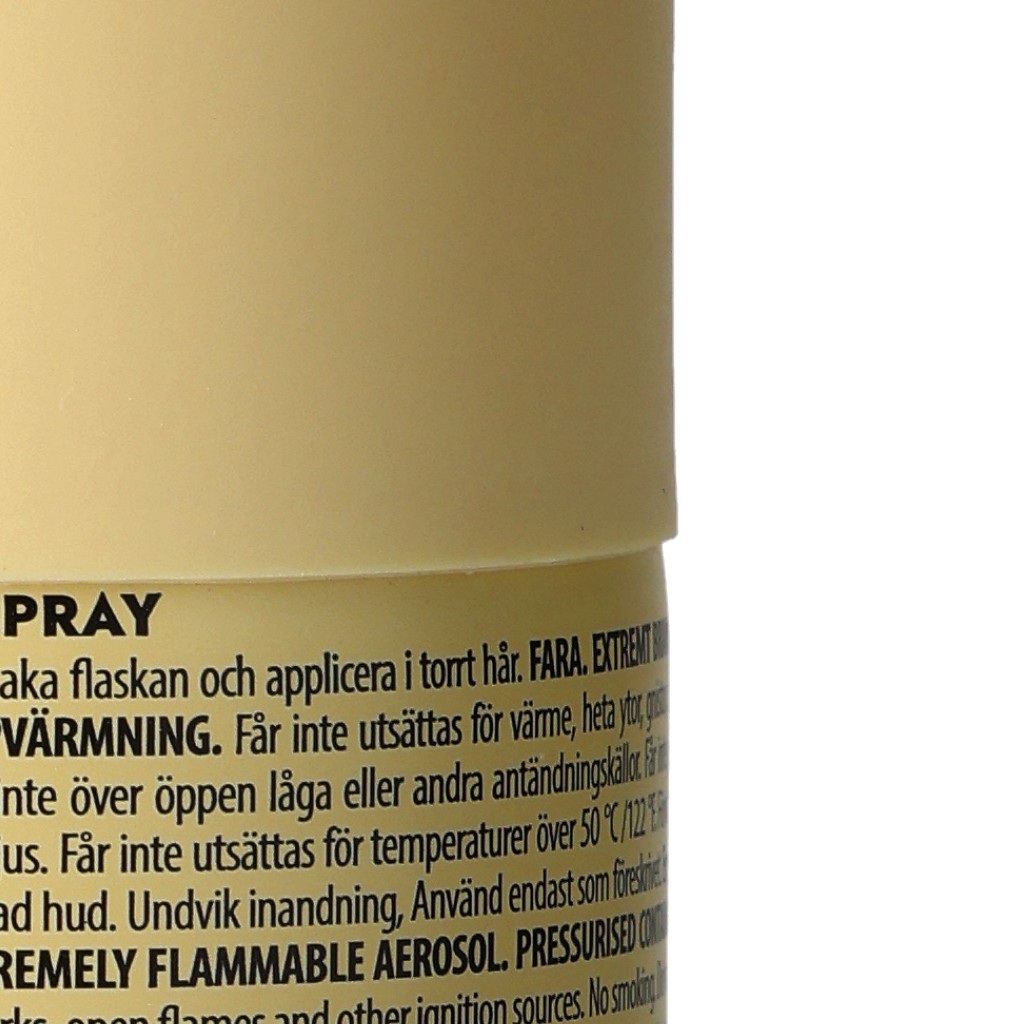 PRAY
aka flaskan och applicera i torrt hår. FARA. EXTREMT
VÄRMNING. Får inte utsättas för värme, heta ytor,
inte över öppen låga eller andra antändningskällor. Får
jus. Får inte utsättas för temperaturer över 50 °C/122 °F.
ad hud. Undvik inandning, Använd endast som föreskrivet.
REMELY FLAMMABLE AEROSOL. PRESSURISED
rks, open flames and other ignition sources. No smoking.